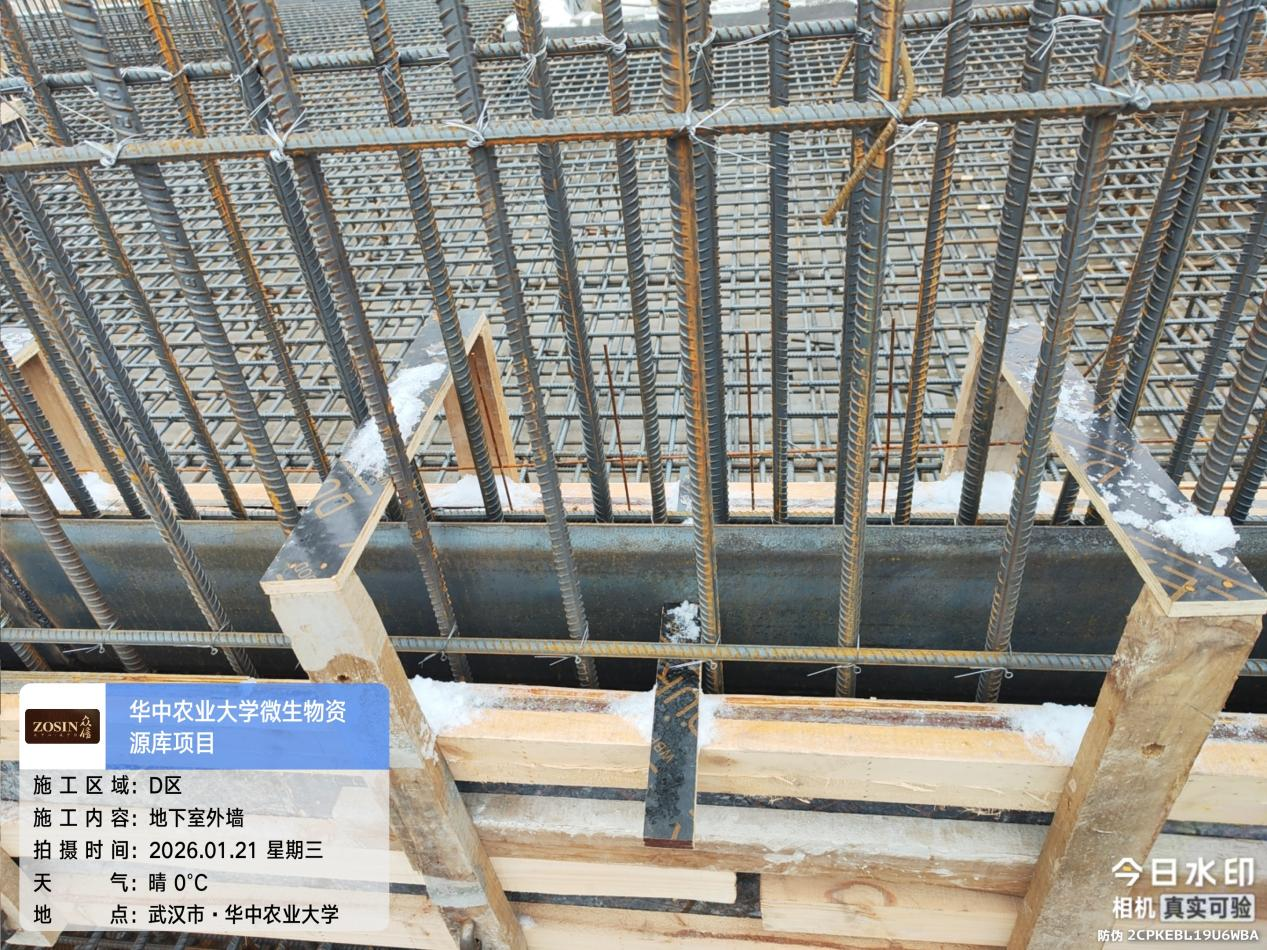 ZOSIN 众信
华中农业大学微生物资
源库项目
施工区域：D区
施工内容：地下室外墙
拍摄时间：2026.01.21 星期三
天气：晴 0℃
地点：武汉市·华中农业大学
今日水印
相机 真实可验
防伪 2CPKEBL19U6WBA